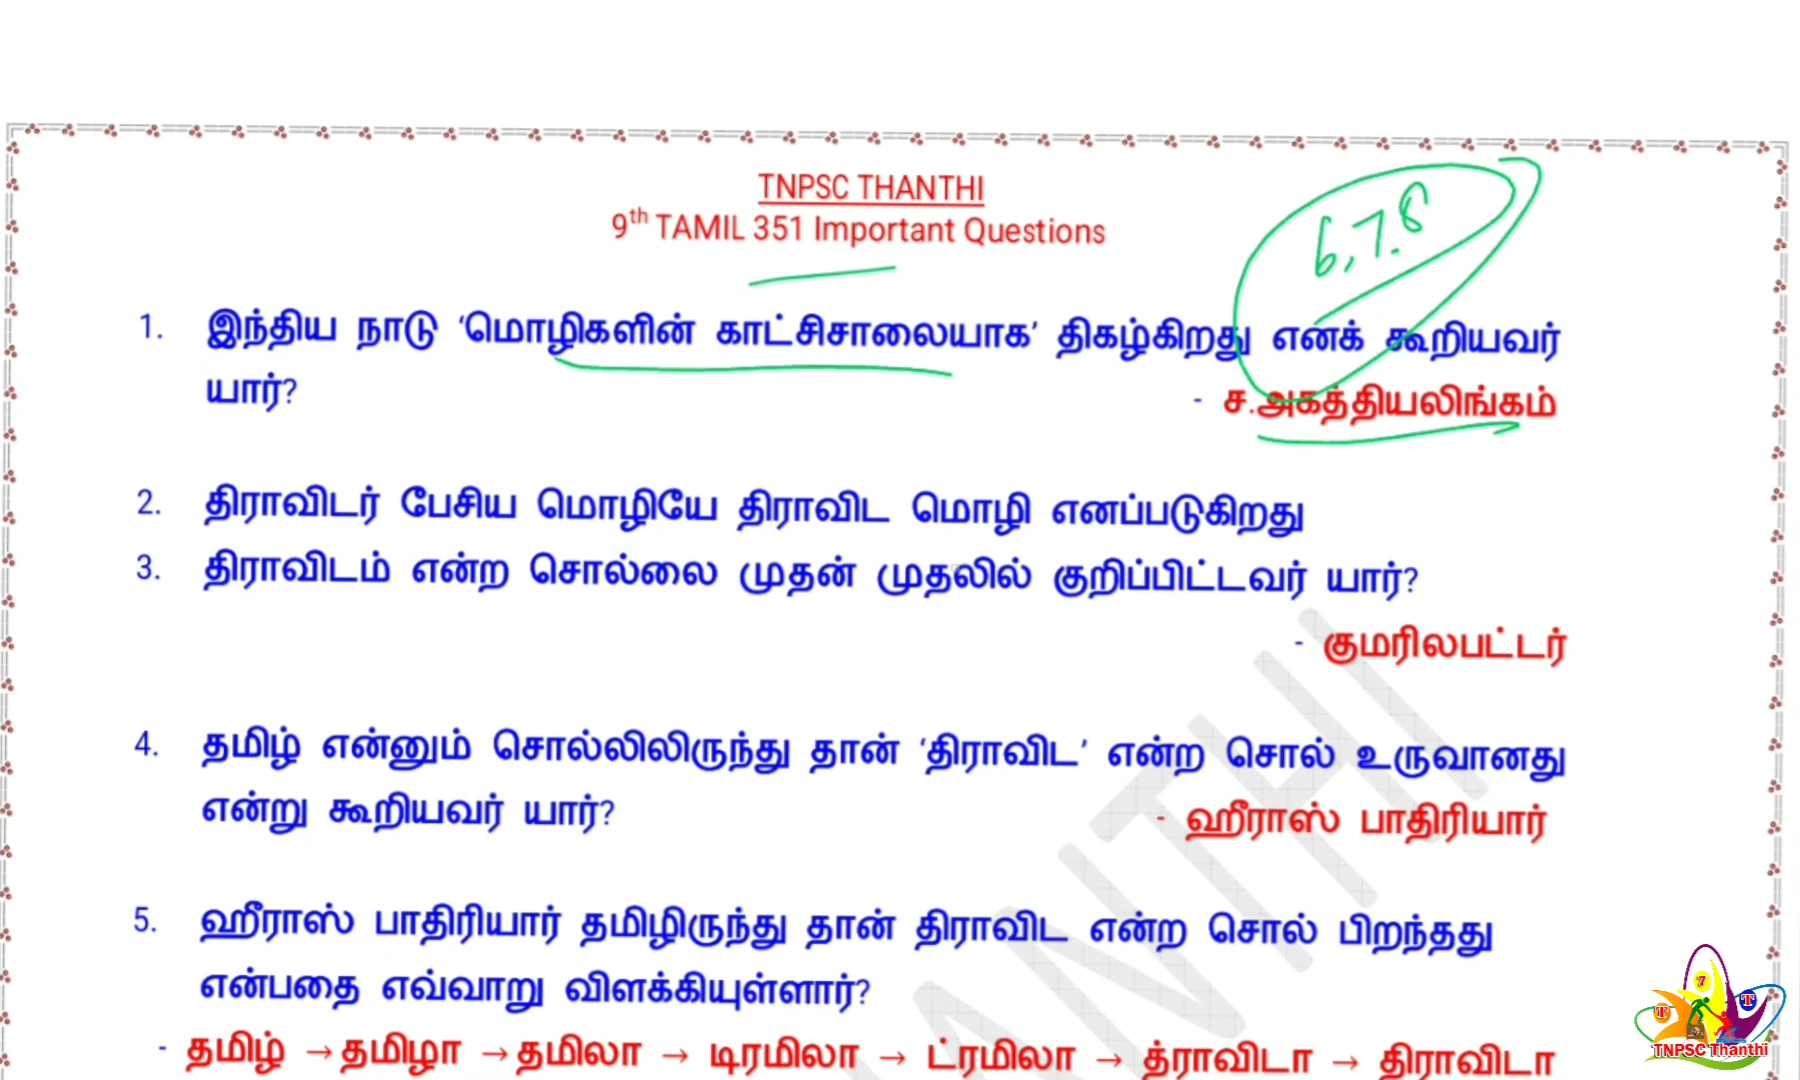 TNPSC THANTHI
9th TAMIL 351 Important Questions
6,7.8
1. இந்திய நாடு ‘மொழிகளின் காட்சிசாலையாக’ திகழ்கிறது எனக் கூறியவர்
யார்? - ச.அகத்தியலிங்கம்
2. திராவிடர் பேசிய மொழியே திராவிட மொழி எனப்படுகிறது
3. திராவிடம் என்ற சொல்லை முதன் முதலில் குறிப்பிட்டவர் யார்?
- குமரிலபட்டர்
4. தமிழ் என்னும் சொல்லிலிருந்து தான் ‘திராவிட’ என்ற சொல் உருவானது
என்று கூறியவர் யார்? - ஹீராஸ் பாதிரியார்
5. ஹீராஸ் பாதிரியார் தமிழிருந்து தான் திராவிட என்ற சொல் பிறந்தது
என்பதை எவ்வாறு விளக்கியுள்ளார்?
- தமிழ் → தமிழா → தமிலா → டிரமிலா → ட்ரமிலா → த்ராவிடா → திராவிடா
ANTHI
7
T T
TNPSC Thanthi